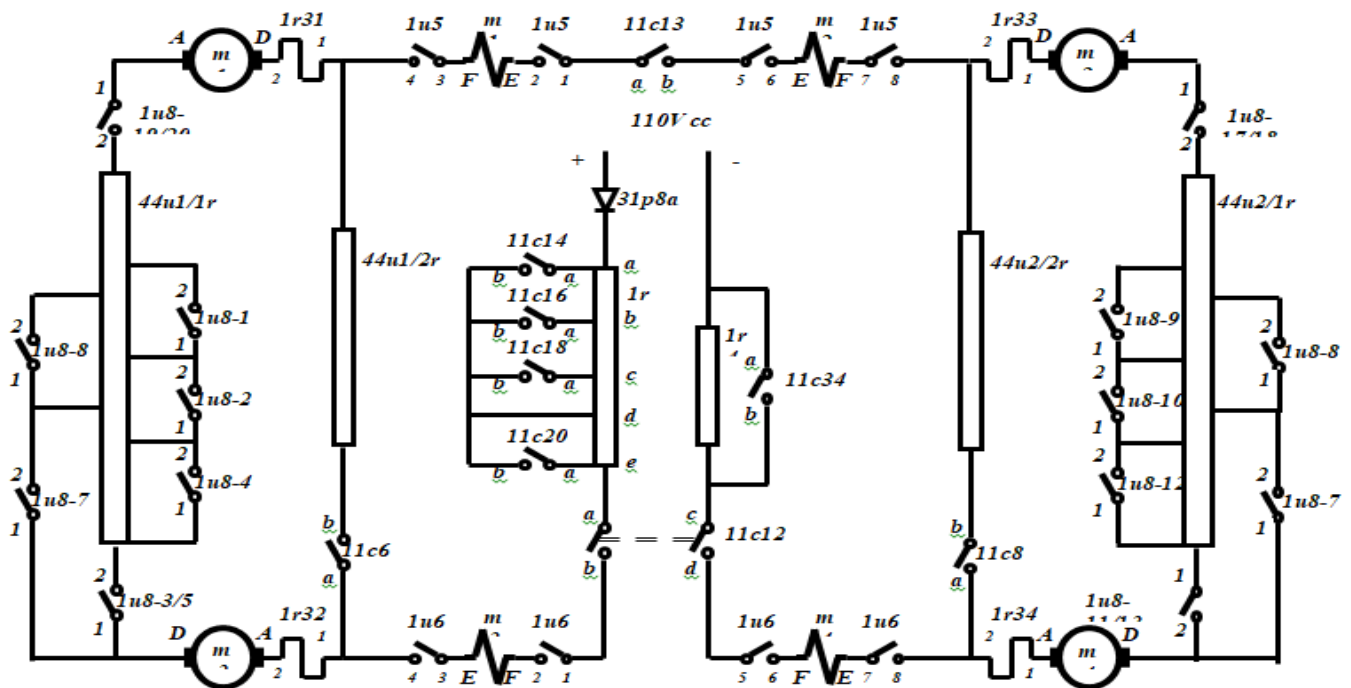 1r31
1u5
m
1u5
11c13
1u5
m
1u5
1r33
A
D
m
2
1
4
3
F
E
2
1
a
b
5
6
E
F
7
8
2
1
D
A
m
1
2
1u8-
110V cc
+
-
1
2
1u8-
31p8a
44u1/1r
44u1/2r
44u2/2r
44u2/1r
11c14
b
a
a
1r
11c16
b
a
b
11c18
b
a
c
d
11c20
b
a
e
1r
a
b
11c34
2
1
1u8-8
2
1
1u8-1
2
1
1u8-2
2
1
1u8-4
2
1
1u8-7
2
1
1u8-9
2
1
1u8-10
2
1
1u8-12
2
1
1u8-8
2
1
1u8-7
b
a
11c6
a
b
c
d
11c12
b
a
11c8
2
1
1u8-3/5
1
2
1u8-
D
A
m
2
1
1r32
1u6
4
3
m
E
F
1u6
2
1
1u6
5
6
m
F
E
1u6
7
8
1r34
2
1
A
D
m